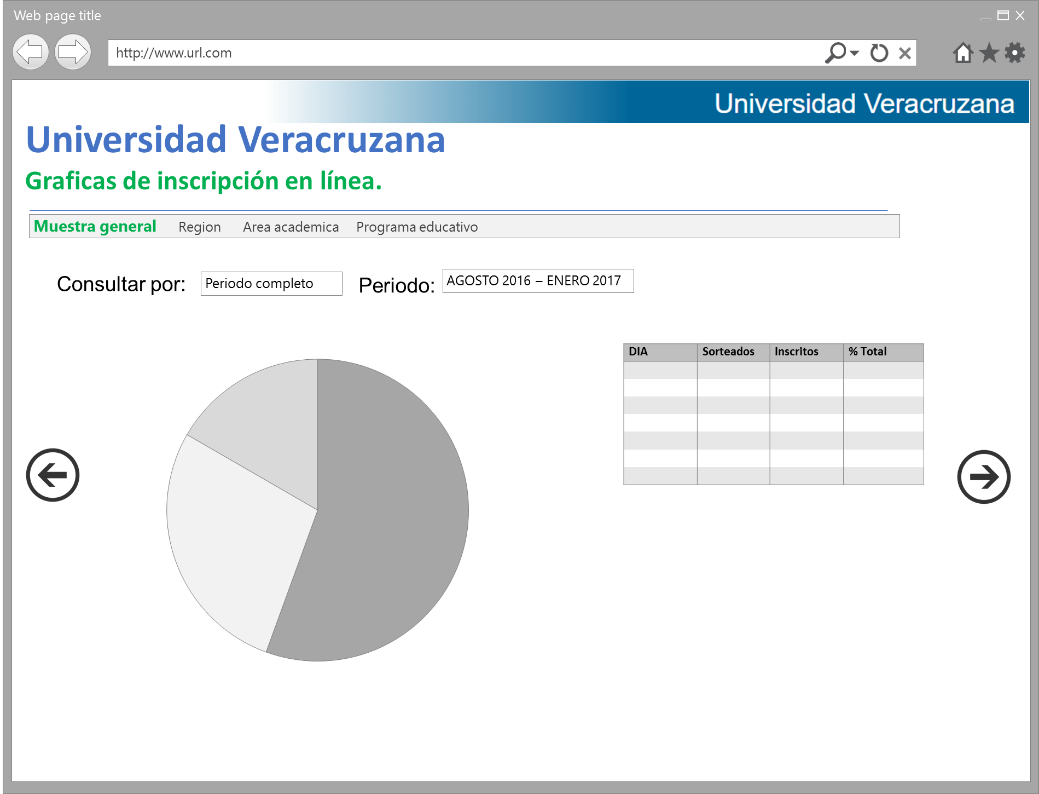 Web page title
http://www.url.com
Universidad Veracruzana
Universidad Veracruzana
Graficas de inscripción en línea.
Muestra general Region Area academica Programa educativo
Consultar por: Periodo completo Periodo: AGOSTO 2016 – ENERO 2017
DIA Sorteados Inscritos % Total